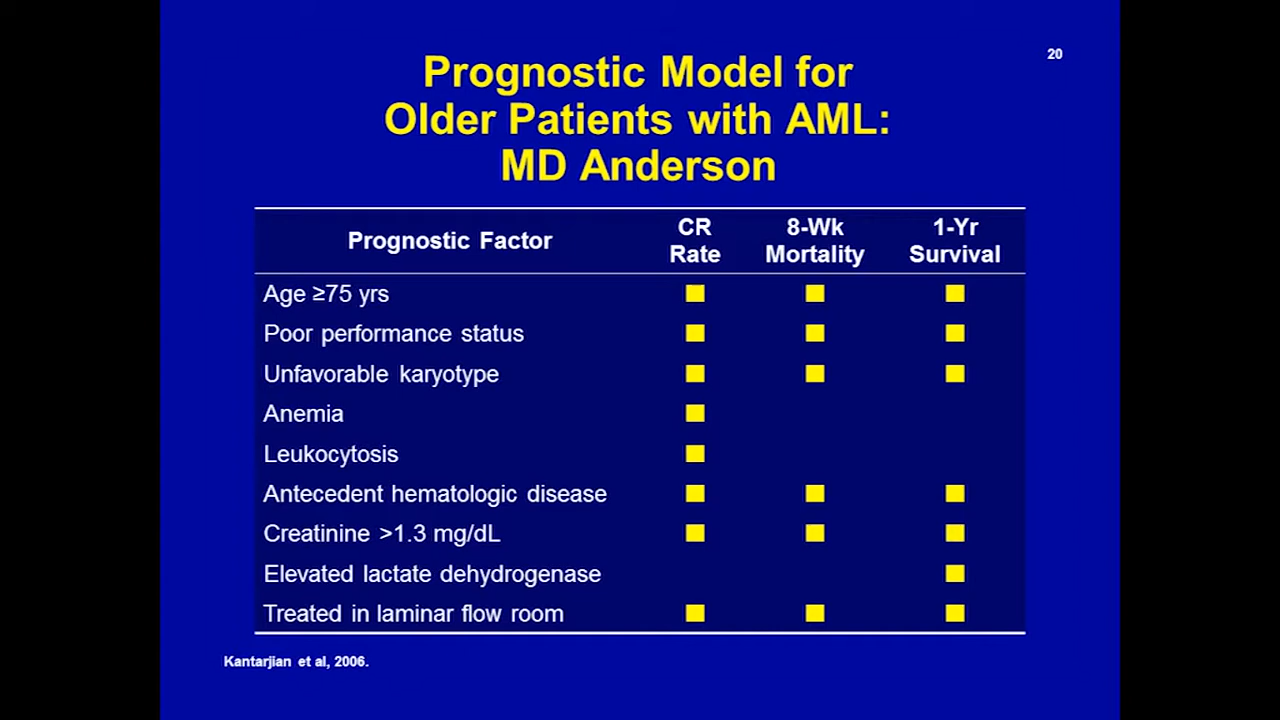 20
Prognostic Model for
Older Patients with AML:
MD Anderson
Prognostic Factor
CR Rate
8-Wk Mortality
1-Yr Survival
Age ≥75 yrs ■ ■ ■
Poor performance status ■ ■ ■
Unfavorable karyotype ■ ■ ■
Anemia ■
Leukocytosis ■
Antecedent hematologic disease ■ ■ ■
Creatinine >1.3 mg/dL ■ ■ ■
Elevated lactate dehydrogenase ■
Treated in laminar flow room ■ ■ ■
Kantarjian et al, 2006.